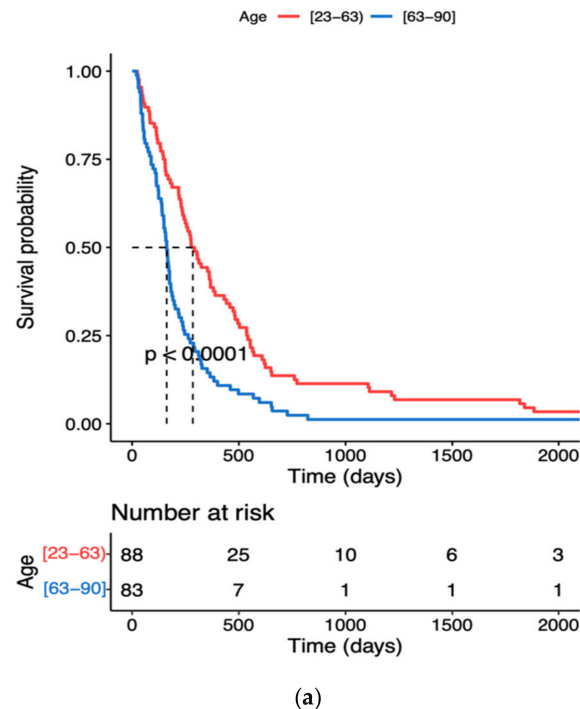 Age [23−63) [63−90]
1.00
0.75
0.50
0.25
0.00
Survival probability
p < 0.0001
0 500 1000 1500 2000
Time (days)
Number at risk
Age
[23−63) 88 25 10 6 3
[63−90] 83 7 1 1 1
0 500 1000 1500 2000
Time (days)
(a)